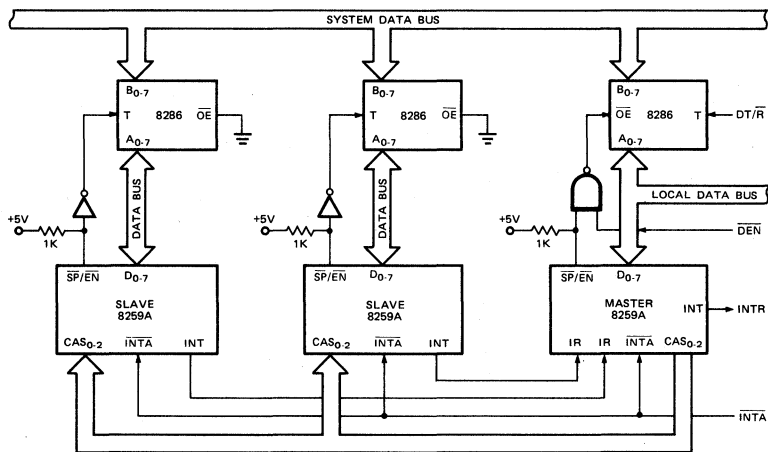 SYSTEM DATA BUS
B0-7
T 8286 OE
A0-7
B0-7
T 8286 OE
A0-7
B0-7
OE 8286 T
A0-7
DT/R
DATA BUS
DATA BUS
LOCAL DATA BUS
DEN
+5V
1K
+5V
1K
+5V
1K
SP/EN D0-7
SLAVE
8259A
CAS0-2 INTA INT
SP/EN D0-7
SLAVE
8259A
CAS0-2 INTA INT
SP/EN D0-7
MASTER
8259A
INT
IR IR INTA CAS0-2
INTR
INTA